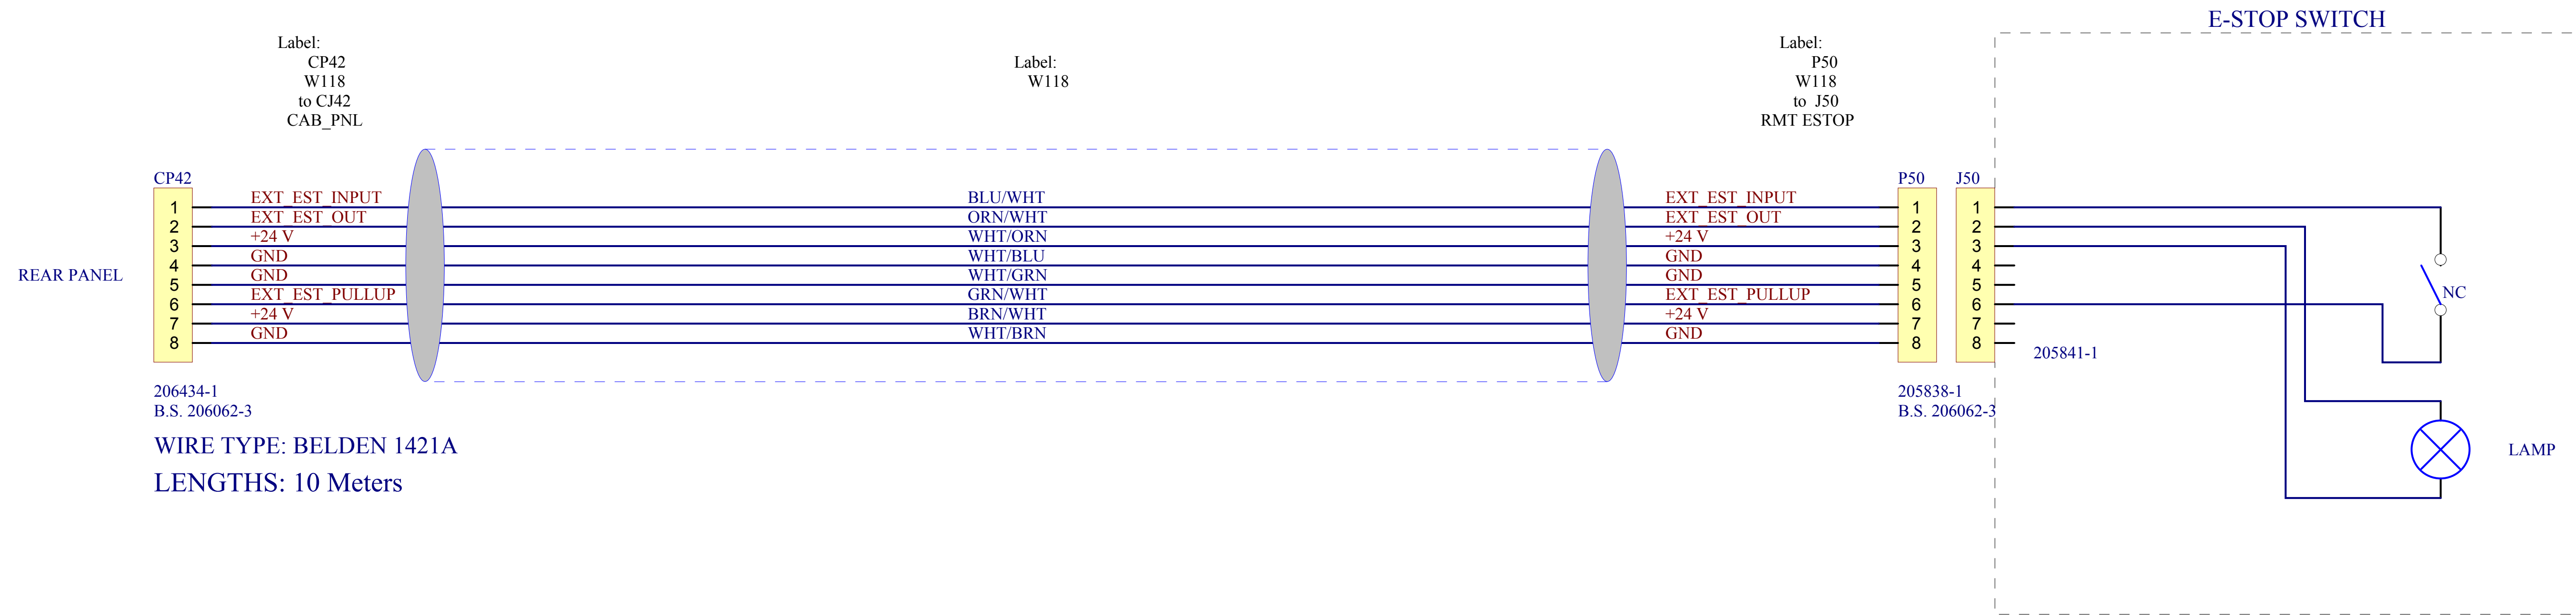 E-STOP SWITCH
Label:
CP42
W118
to CJ42
CAB_PNL
Label:
W118
Label:
P50
W118
to J50
RMT ESTOP
CP42
P50
J50
1 EXT_EST_INPUT BLU/WHT EXT_EST_INPUT 1 1
2 EXT_EST_OUT ORN/WHT EXT_EST_OUT 2 2
3 +24 V WHT/ORN +24 V 3 3
4 GND WHT/BLU GND 4 4
5 GND WHT/GRN GND 5 5
6 EXT_EST_PULLUP GRN/WHT EXT_EST_PULLUP 6 6
7 +24 V BRN/WHT +24 V 7 7
8 GND WHT/BRN GND 8 8
REAR PANEL
NC
205841-1
206434-1
B.S. 206062-3
205838-1
B.S. 206062-3
WIRE TYPE: BELDEN 1421A
LENGTHS: 10 Meters
LAMP